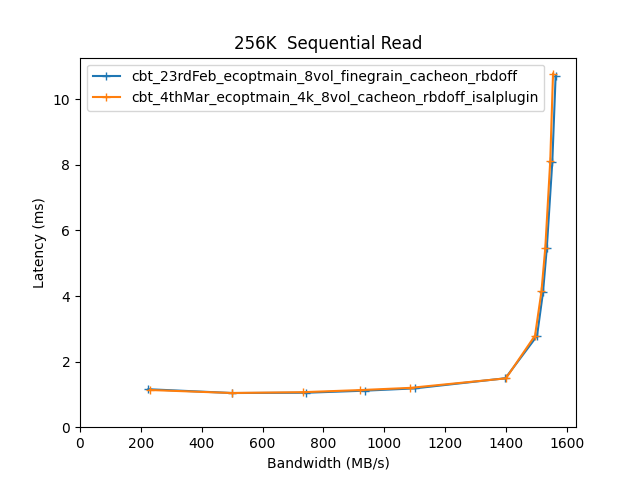 256K  Sequential Read
cbt_23rdFeb_ecoptmain_8vol_finegrain_cacheon_rbdoff
cbt_4thMar_ecoptmain_4k_8vol_cacheon_rbdoff_isalplugin
10
8
6
4
2
0
Latency (ms)
0 200 400 600 800 1000 1200 1400 1600
Bandwidth (MB/s)